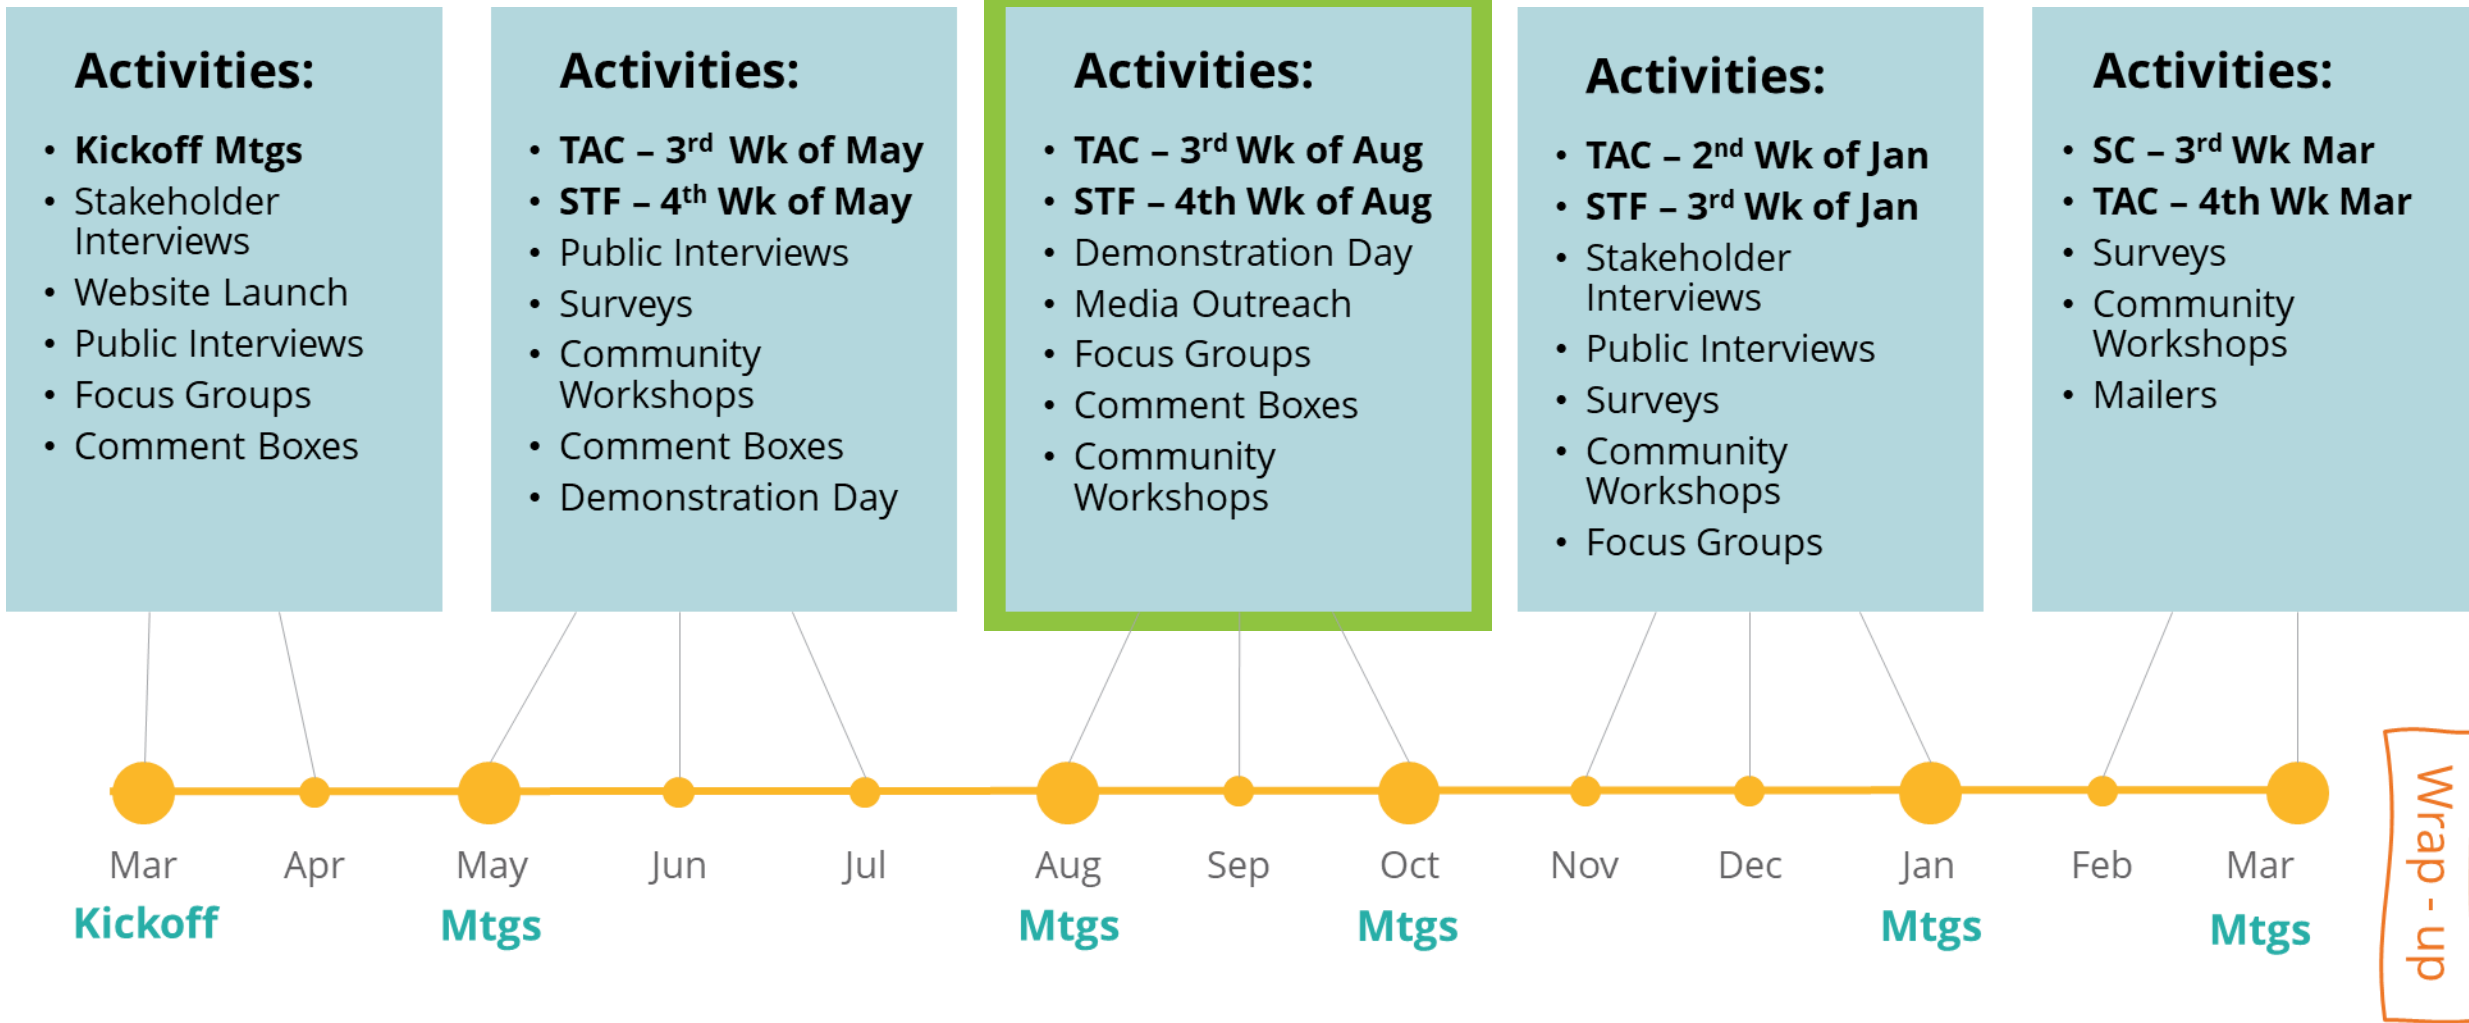 Activities:
• Kickoff Mtgs
• Stakeholder
Interviews
• Website Launch
• Public Interviews
• Focus Groups
• Comment Boxes
Activities:
• TAC – 3rd Wk of May
• STF – 4th Wk of May
• Public Interviews
• Surveys
• Community
Workshops
• Comment Boxes
• Demonstration Day
Activities:
• TAC – 3rd Wk of Aug
• STF – 4th Wk of Aug
• Demonstration Day
• Media Outreach
• Focus Groups
• Comment Boxes
• Community
Workshops
Activities:
• TAC – 2nd Wk of Jan
• STF – 3rd Wk of Jan
• Stakeholder
Interviews
• Public Interviews
• Surveys
• Community
Workshops
• Focus Groups
Activities:
• SC – 3rd Wk Mar
• TAC – 4th Wk Mar
• Surveys
• Community
Workshops
• Mailers
Mar
Apr
May
Jun
Jul
Aug
Sep
Oct
Nov
Dec
Jan
Feb
Mar
Kickoff
Mtgs
Mtgs
Mtgs
Mtgs
Mtgs
Wrap - up